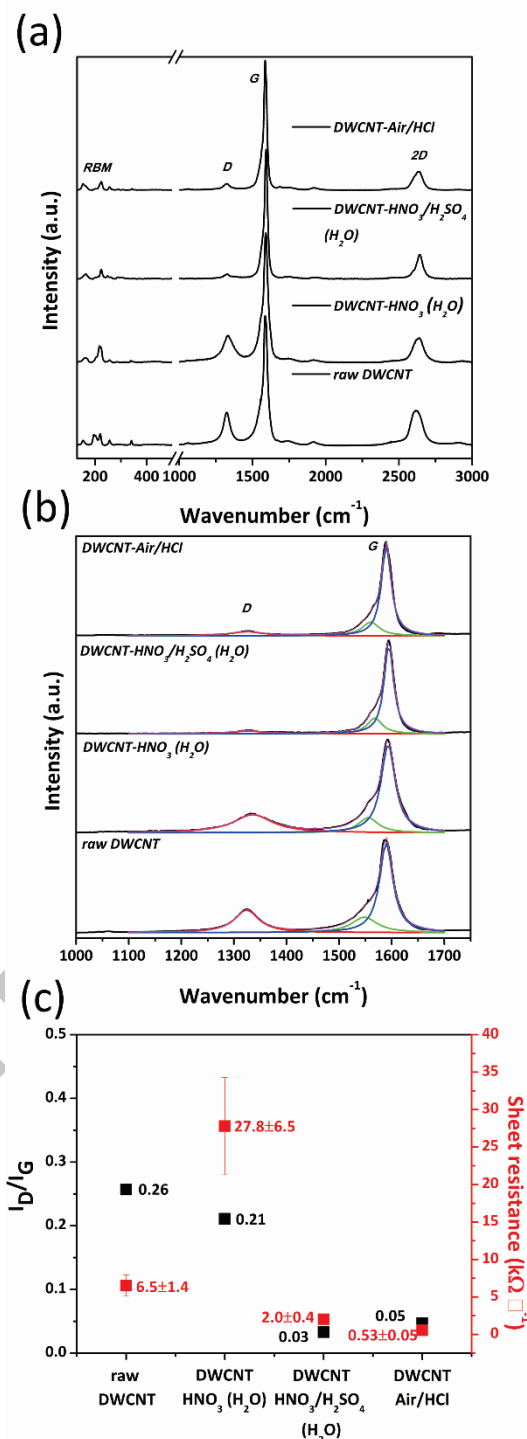 (a)
G
DWCNT-Air/HCl
RBM
D
2D
DWCNT-HNO₃/H₂SO₄
(H₂O)
DWCNT-HNO₃ (H₂O)
raw DWCNT
Intensity (a.u.)
200 400 1000 1500 2000 2500 3000
Wavenumber (cm⁻¹)
(b)
DWCNT-Air/HCl
G
D
DWCNT-HNO₃/H₂SO₄ (H₂O)
DWCNT-HNO₃ (H₂O)
raw DWCNT
Intensity (a.u.)
1000 1100 1200 1300 1400 1500 1600 1700
Wavenumber (cm⁻¹)
(c)
0.5
0.4
0.3
0.2
0.1
0.0
I_D/I_G
40
35
30
25
20
15
10
5
0
Sheet resistance (kΩ □⁻¹)
27.8±6.5
0.26
0.21
6.5±1.4
2.0±0.4
0.05
0.03
0.53±0.05
raw DWCNT DWCNT DWCNT
DWCNT HNO₃ (H₂O) HNO₃/H₂SO₄ Air/HCl
(H₂O)